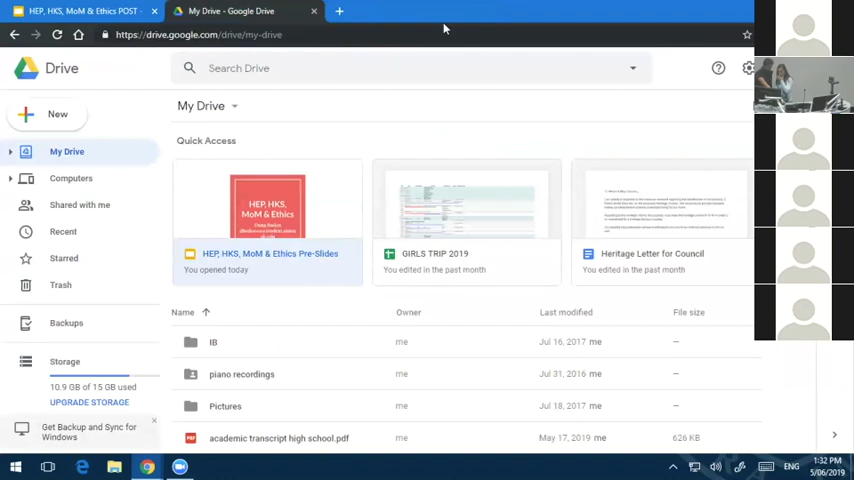 HEP, HKS, MoM & Ethics POST -
My Drive - Google Drive
https://drive.google.com/drive/my-drive
Drive
Search Drive
New
My Drive
My Drive
Quick Access
Computers
Shared with me
Recent
Starred
Trash
Backups
Storage
10.9 GB of 15 GB used
UPGRADE STORAGE
Get Backup and Sync for
Windows
HEP, HKS,
MoM & Ethics
HEP, HKS, MoM & Ethics Pre-Slides
You opened today
GIRLS TRIP 2019
You edited in the past month
Heritage Letter for Council
You edited in the past month
Name Owner Last modified File size
IB me Jul 16, 2017 me –
piano recordings me Jul 31, 2016 me –
Pictures me Jul 18, 2017 me –
PDF academic transcript high school.pdf me May 17, 2019 me 626 KB
ENG
1:32 PM
5/06/2019